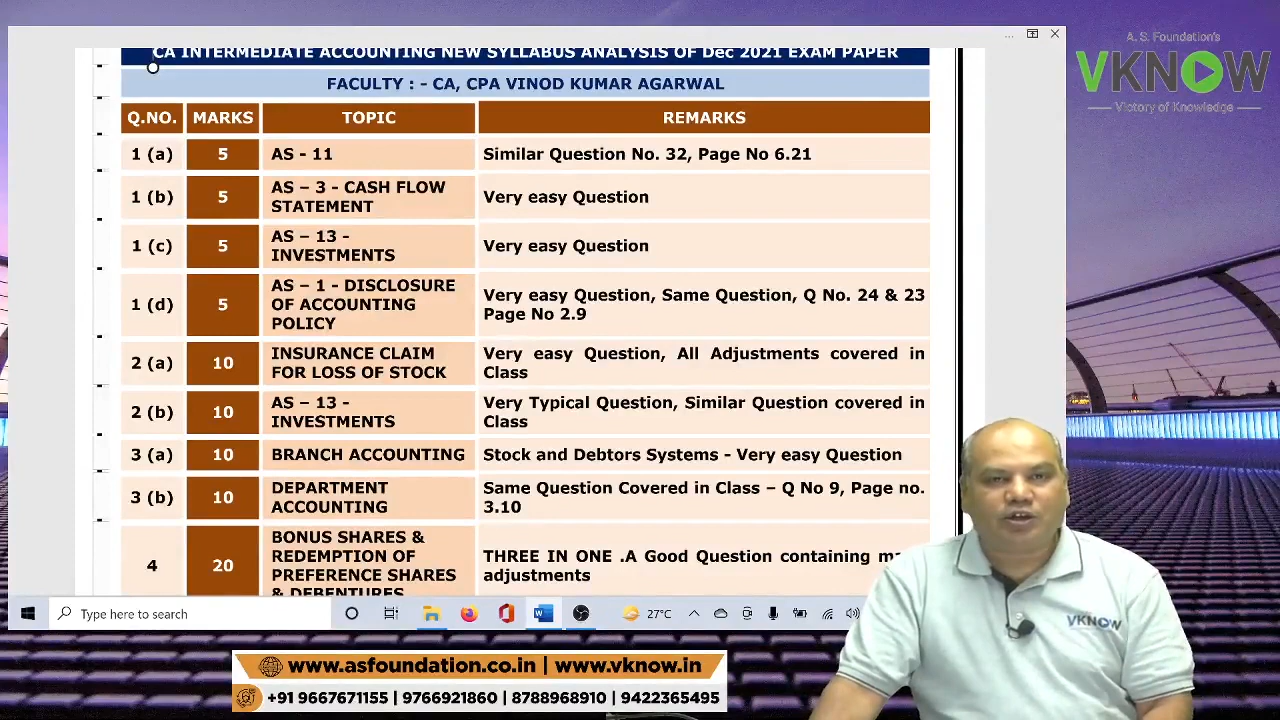 CA INTERMEDIATE ACCOUNTING NEW SYLLABUS ANALYSIS OF Dec 2021 EXAM PAPER
FACULTY : - CA, CPA VINOD KUMAR AGARWAL
Q.NO. MARKS TOPIC REMARKS
1 (a) 5 AS - 11 Similar Question No. 32, Page No 6.21
1 (b) 5 AS – 3 - CASH FLOW STATEMENT Very easy Question
1 (c) 5 AS – 13 - INVESTMENTS Very easy Question
1 (d) 5 AS – 1 - DISCLOSURE OF ACCOUNTING POLICY Very easy Question, Same Question, Q No. 24 & 23 Page No 2.9
2 (a) 10 INSURANCE CLAIM FOR LOSS OF STOCK Very easy Question, All Adjustments covered in Class
2 (b) 10 AS – 13 - INVESTMENTS Very Typical Question, Similar Question covered in Class
3 (a) 10 BRANCH ACCOUNTING Stock and Debtors Systems - Very easy Question
3 (b) 10 DEPARTMENT ACCOUNTING Same Question Covered in Class – Q No 9, Page no. 3.10
4 20 BONUS SHARES & REDEMPTION OF PREFERENCE SHARES & DEBENTURES THREE IN ONE .A Good Question containing adjustments
Type here to search
27°C
A. S. Foundation's
VKNOW
Victory of Knowledge
VKNOW
www.asfoundation.co.in | www.vknow.in
+91 9667671155 | 9766921860 | 8788968910 | 9422365495